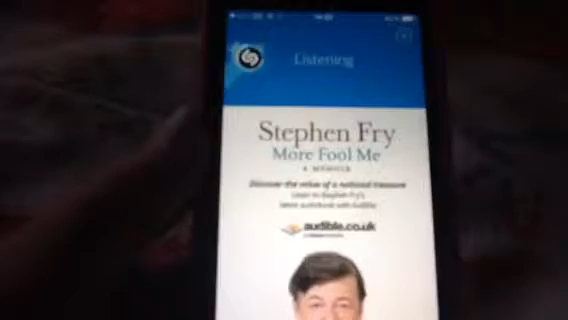 Listening
Stephen Fry
More Fool Me
A MEMOIR
Discover the value of a national treasure
Listen to Stephen Fry's
latest audiobook with Audible
audible.co.uk